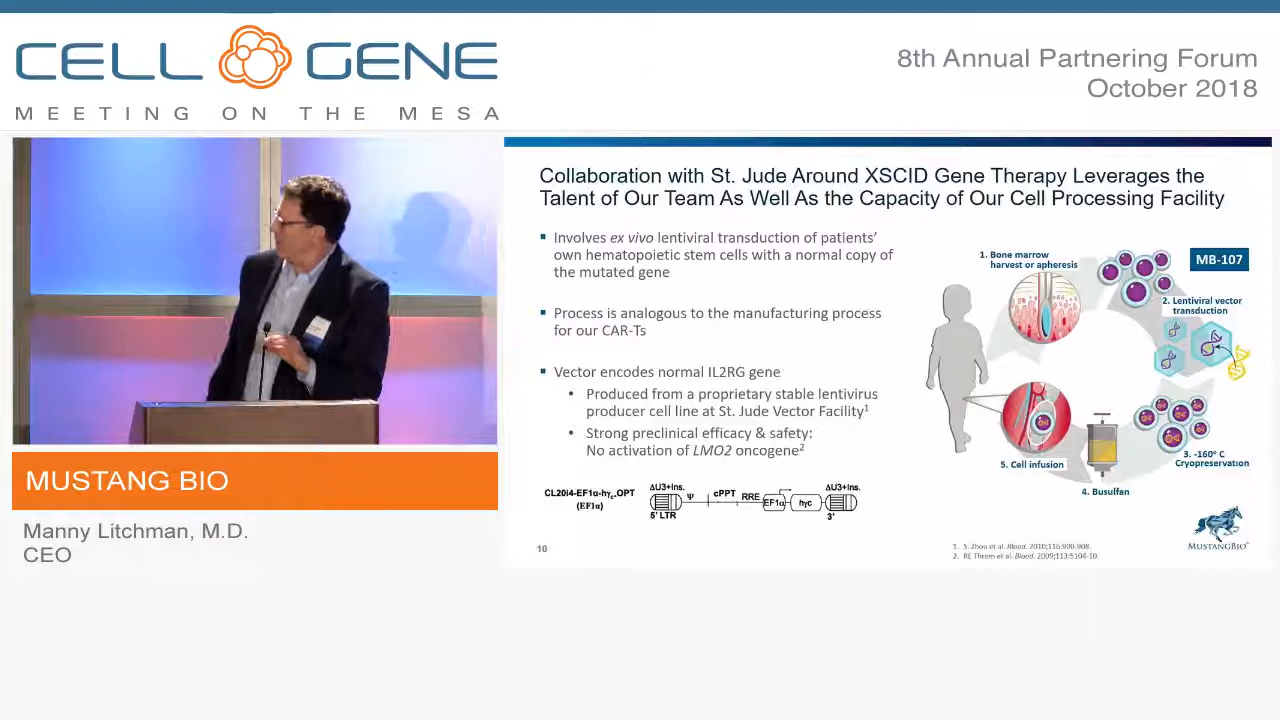 CELL GENE
MEETING ON THE MESA
8th Annual Partnering Forum
October 2018
Collaboration with St. Jude Around XSCID Gene Therapy Leverages the
Talent of Our Team As Well As the Capacity of Our Cell Processing Facility
▪ Involves ex vivo lentiviral transduction of patients’
own hematopoietic stem cells with a normal copy of
the mutated gene
▪ Process is analogous to the manufacturing process
for our CAR-Ts
▪ Vector encodes normal IL2RG gene
• Produced from a proprietary stable lentivirus
producer cell line at St. Jude Vector Facility1
• Strong preclinical efficacy & safety:
No activation of LMO2 oncogene2
CL20i4-EF1α-hγc-OPT
(EF1α)
ΔU3+Ins.
5' LTR
Ψ
cPPT
RRE
EF1α
hγc
ΔU3+Ins.
3'
MB-107
1. Bone marrow
harvest or apheresis
2. Lentiviral vector
transduction
3. -160° C
Cryopreservation
4. Busulfan
5. Cell infusion
10
1. S. Zhou et al. Blood. 2010;116:900-908.
2. RE Throm et al. Blood. 2009;113:5104-10.
MUSTANGBIO
MUSTANG BIO
Manny Litchman, M.D.
CEO